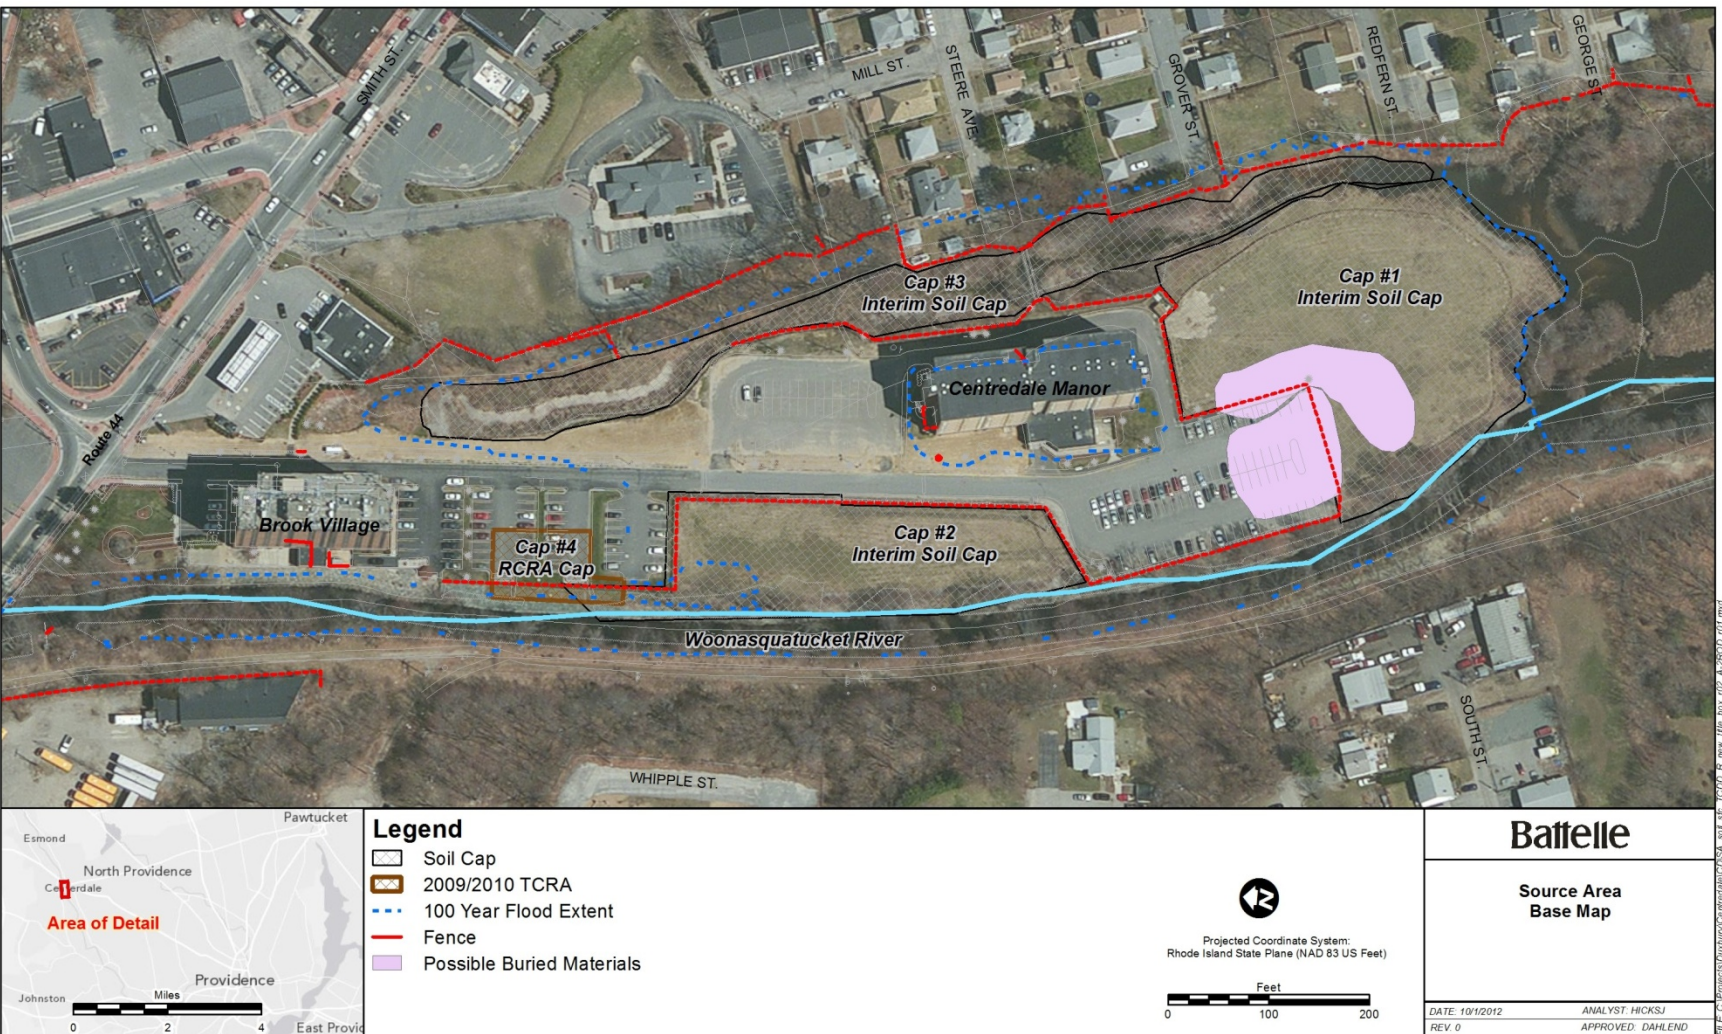 SMITH ST.
MILL ST.
STEERE AVE.
GROVER ST
REDFERN ST.
GEORGE ST
Cap #3
Interim Soil Cap
Cap #1
Interim Soil Cap
Centredale Manor
Route 44
Brook Village
Cap #4
RCRA Cap
Cap #2
Interim Soil Cap
Woonasquatucket River
SOUTH ST.
WHIPPLE ST.
Pawtucket
Esmond
North Providence
Area of Detail
Providence
Johnston
Miles
0 2 4
East Provid
Legend
Soil Cap
2009/2010 TCRA
100 Year Flood Extent
Fence
Possible Buried Materials
N
Projected Coordinate System:
Rhode Island State Plane (NAD 83 US Feet)
Feet
0 100 200
Battelle
Source Area
Base Map
DATE: 10/1/2012
ANALYST: HICKSJ
REV. 0
APPROVED: DAHLEND